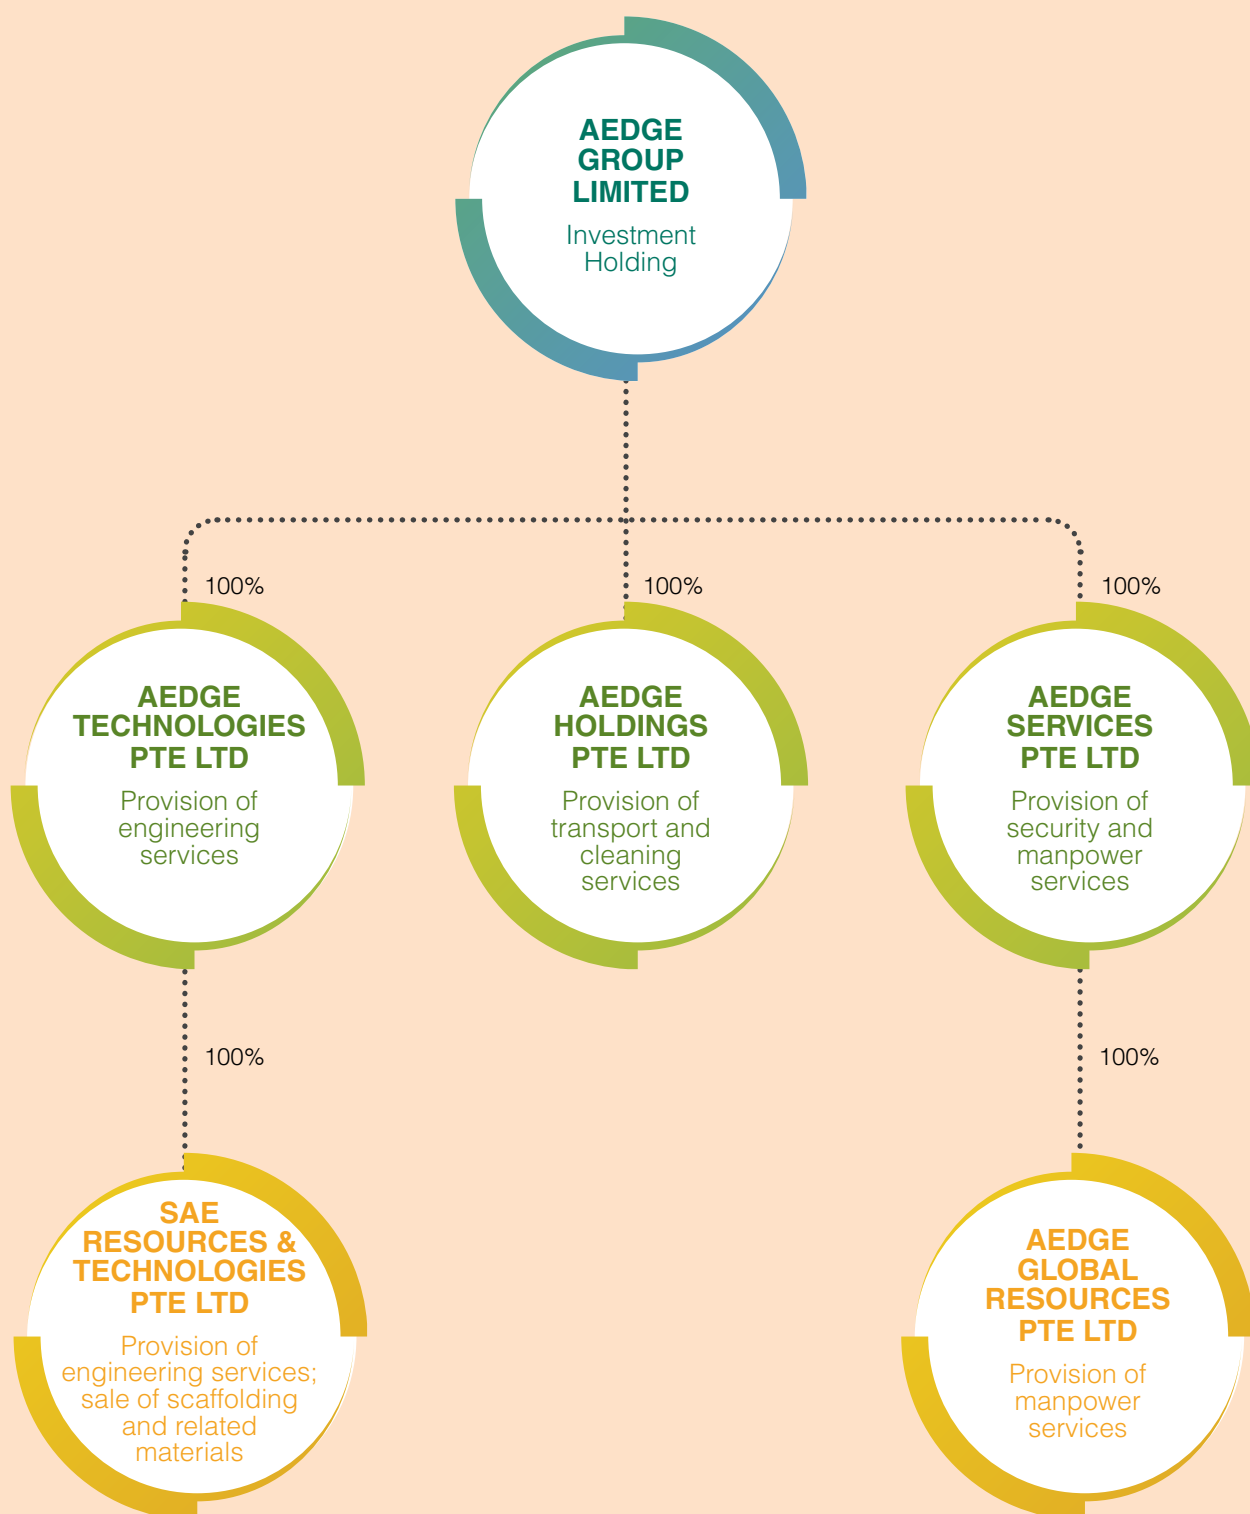 AEDGE
GROUP
LIMITED
Investment
Holding
100%
100%
100%
AEDGE
TECHNOLOGIES
PTE LTD
Provision of
engineering
services
AEDGE
HOLDINGS
PTE LTD
Provision of
transport and
cleaning
services
AEDGE
SERVICES
PTE LTD
Provision of
security and
manpower
services
100%
100%
SAE
RESOURCES &
TECHNOLOGIES
PTE LTD
Provision of
engineering services;
sale of scaffolding
and related
materials
AEDGE
GLOBAL
RESOURCES
PTE LTD
Provision of
manpower
services